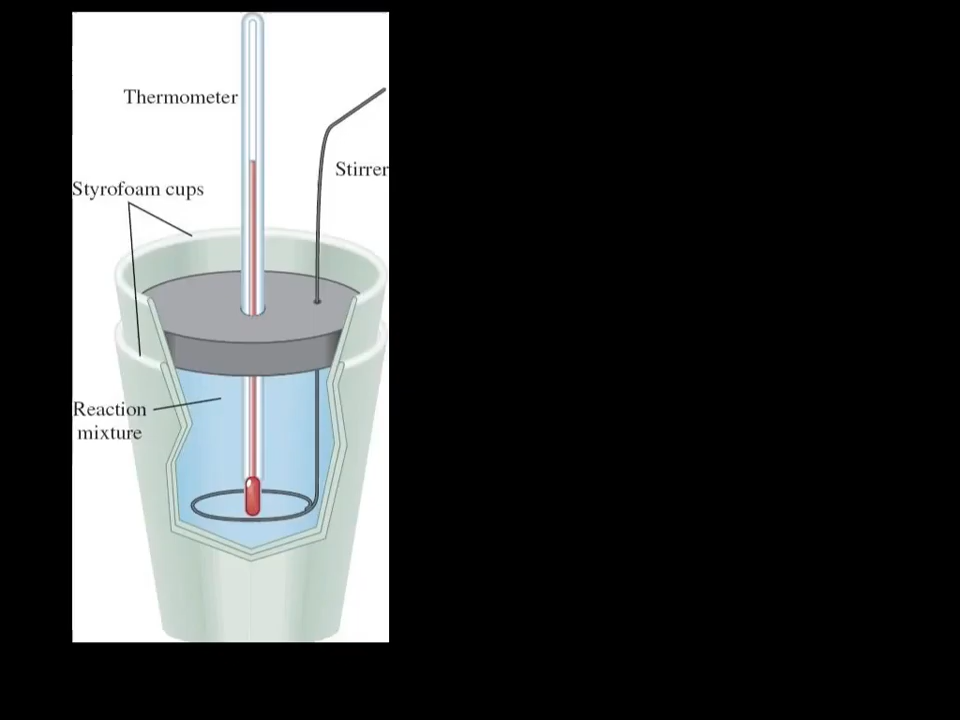 Thermometer
Stirrer
Styrofoam cups
Reaction
mixture